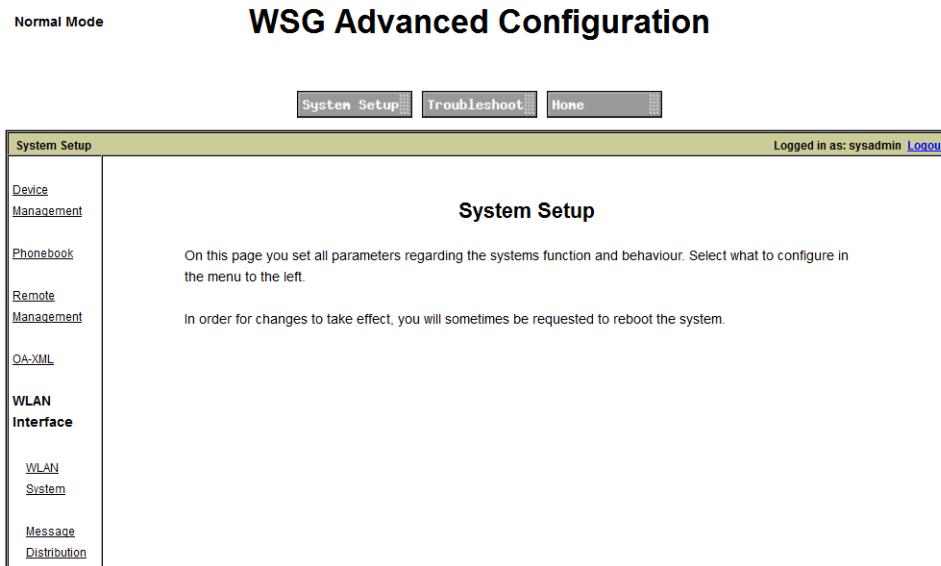 Normal Mode
WSG Advanced Configuration
System Setup Troubleshoot Home
System Setup
Logged in as: sysadmin Logou
Device
Management
Phonebook
Remote
Management
OA-XML
WLAN
Interface
WLAN
System
Message
Distribution
System Setup
On this page you set all parameters regarding the systems function and behaviour. Select what to configure in
the menu to the left.
In order for changes to take effect, you will sometimes be requested to reboot the system.